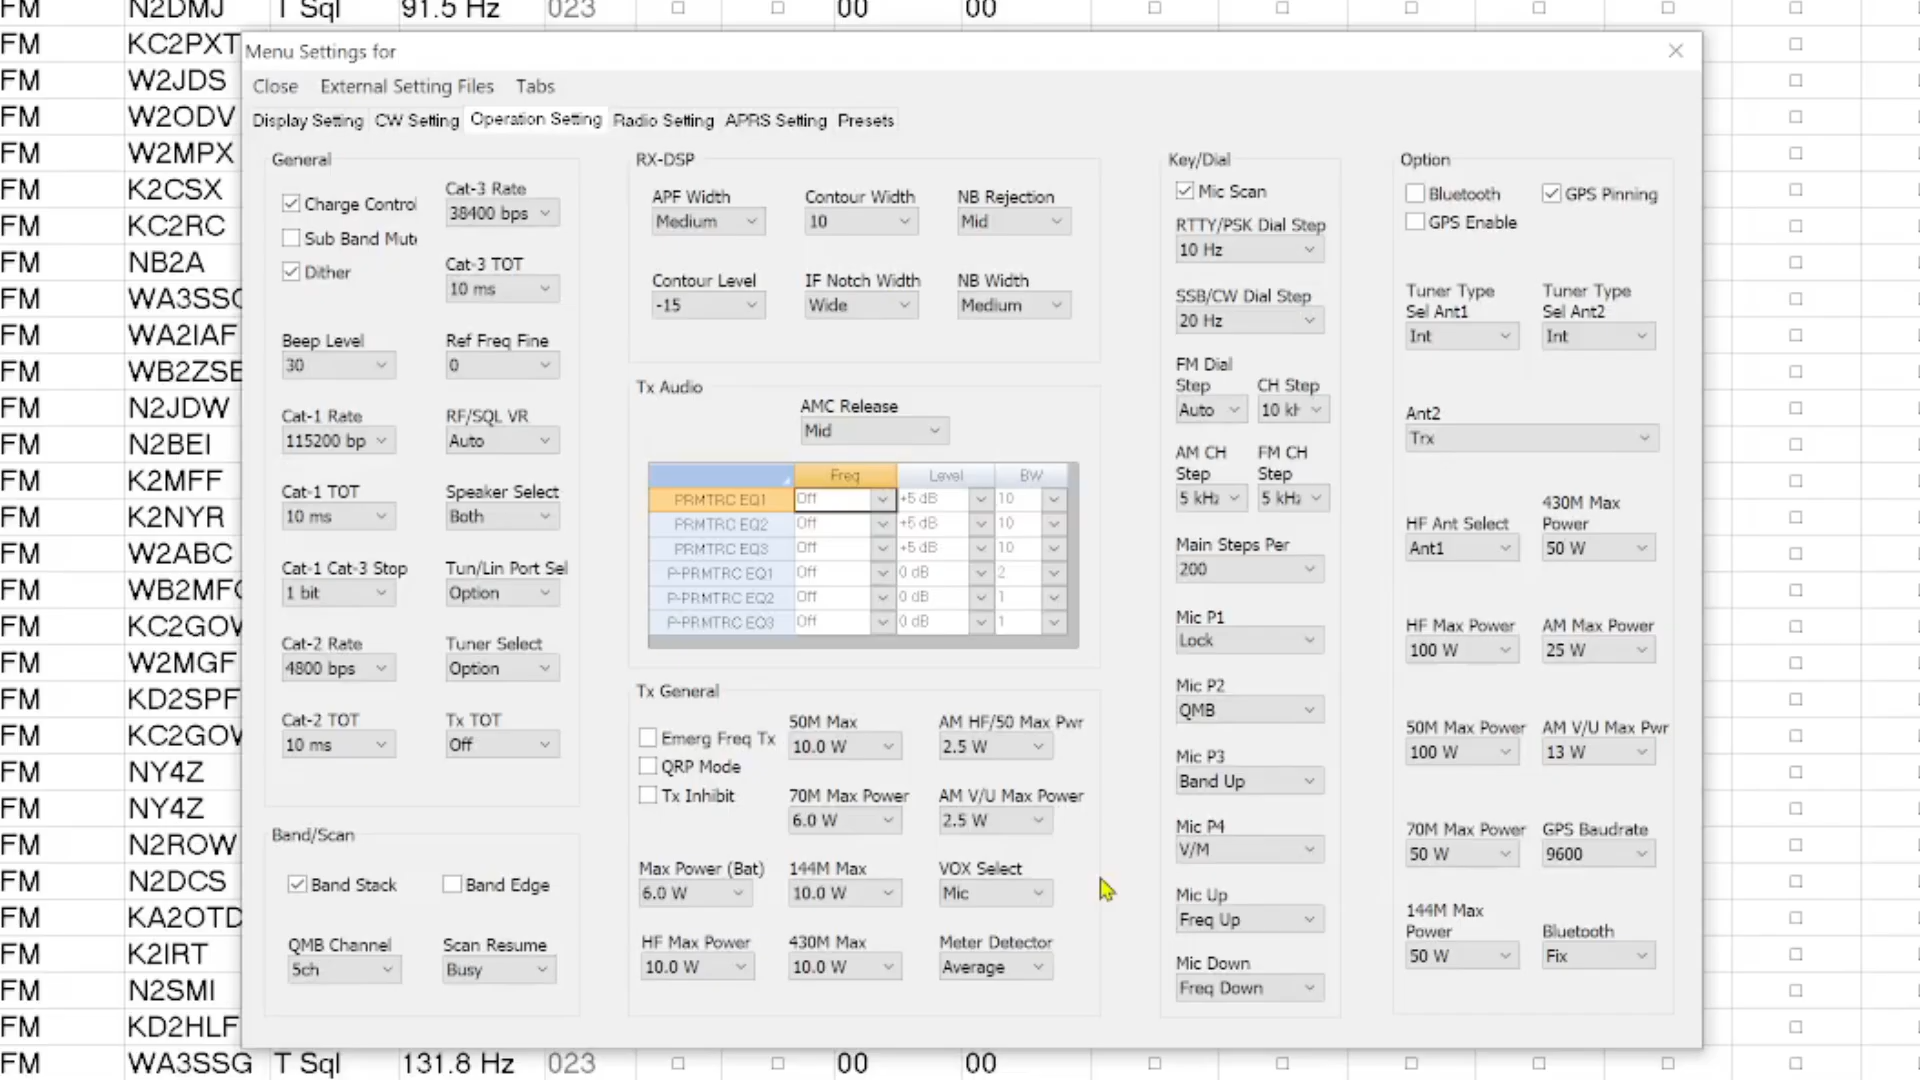 FM N2DMJ T Sql 91.5 Hz 023 00 00
FM KC2PXT
FM W2JDS
FM W2ODV
FM W2MPX
FM K2CSX
FM KC2RC
FM NB2A
FM
FM WA2IAF
FM
FM N2JDW
FM N2BEI
FM K2MFF
FM K2NYR
FM W2ABC
FM
FM
FM W2MGF
FM KD2SPF
FM
FM NY4Z
FM NY4Z
FM N2ROW
FM N2DCS
FM KA2OTD
FM K2IRT
FM N2SMI
FM KD2HLF
FM WA3SSG T Sql 131.8 Hz 023 00 00
Menu Settings for
Close External Setting Files Tabs
Display Setting CW Setting Operation Setting Radio Setting APRS Setting Presets
General
Charge Control
Sub Band Mute
Dither
Cat-3 Rate
38400 bps
Cat-3 TOT
10 ms
Beep Level
30
Ref Freq Fine
0
Cat-1 Rate
115200 bp
RF/SQL VR
Auto
Cat-1 TOT
10 ms
Speaker Select
Both
Cat-1 Cat-3 Stop
1 bit
Tun/Lin Port Sel
Option
Cat-2 Rate
4800 bps
Tuner Select
Option
Cat-2 TOT
10 ms
Tx TOT
Off
Band/Scan
Band Stack
Band Edge
QMB Channel
5ch
Scan Resume
Busy
RX-DSP
APF Width
Medium
Contour Width
10
NB Rejection
Mid
Contour Level
-15
IF Notch Width
Wide
NB Width
Medium
Tx Audio
AMC Release
Mid
Freq Level BW
PRMTRC EQ1 Off +5 dB 10
PRMTRC EQ2 Off +5 dB 10
PRMTRC EQ3 Off +5 dB 10
P-PRMTRC EQ1 Off 0 dB 2
P-PRMTRC EQ2 Off 0 dB 1
P-PRMTRC EQ3 Off 0 dB 1
Tx General
Emerg Freq Tx
QRP Mode
Tx Inhibit
50M Max
10.0 W
AM HF/50 Max Pwr
2.5 W
70M Max Power
6.0 W
AM V/U Max Power
2.5 W
Max Power (Bat)
6.0 W
144M Max
10.0 W
VOX Select
Mic
HF Max Power
10.0 W
430M Max
10.0 W
Meter Detector
Average
Key/Dial
Mic Scan
RTTY/PSK Dial Step
10 Hz
SSB/CW Dial Step
20 Hz
FM Dial
Step
Auto
CH Step
10 kH
AM CH
Step
5 kHz
FM CH
Step
5 kHz
Main Steps Per
200
Mic P1
Lock
Mic P2
QMB
Mic P3
Band Up
Mic P4
V/M
Mic Up
Freq Up
Mic Down
Freq Down
Option
Bluetooth
GPS Pinning
GPS Enable
Tuner Type
Sel Ant1
Int
Tuner Type
Sel Ant2
Int
Ant2
Trx
HF Ant Select
Ant1
430M Max
Power
50 W
HF Max Power
100 W
AM Max Power
25 W
50M Max Power
100 W
AM V/U Max Pwr
13 W
70M Max Power
50 W
GPS Baudrate
9600
144M Max
Power
50 W
Bluetooth
Fix